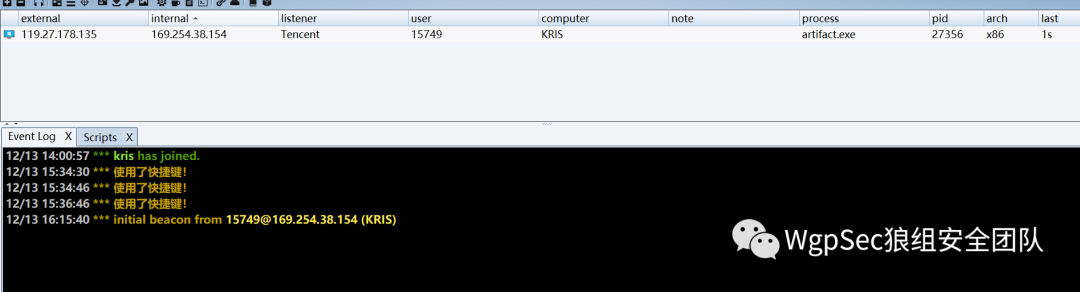 external internal listener user computer note process pid arch last
119.27.178.135 169.254.38.154 Tencent 15749 KRIS artifact.exe 27356 x86 1s
Event Log X Scripts X
12/13 14:00:57 *** kris has joined.
12/13 15:34:30 *** 使用了快捷键!
12/13 15:34:46 *** 使用了快捷键!
12/13 15:36:46 *** 使用了快捷键!
12/13 16:15:40 *** initial beacon from 15749@169.254.38.154 (KRIS)
WgpSec狼组安全团队